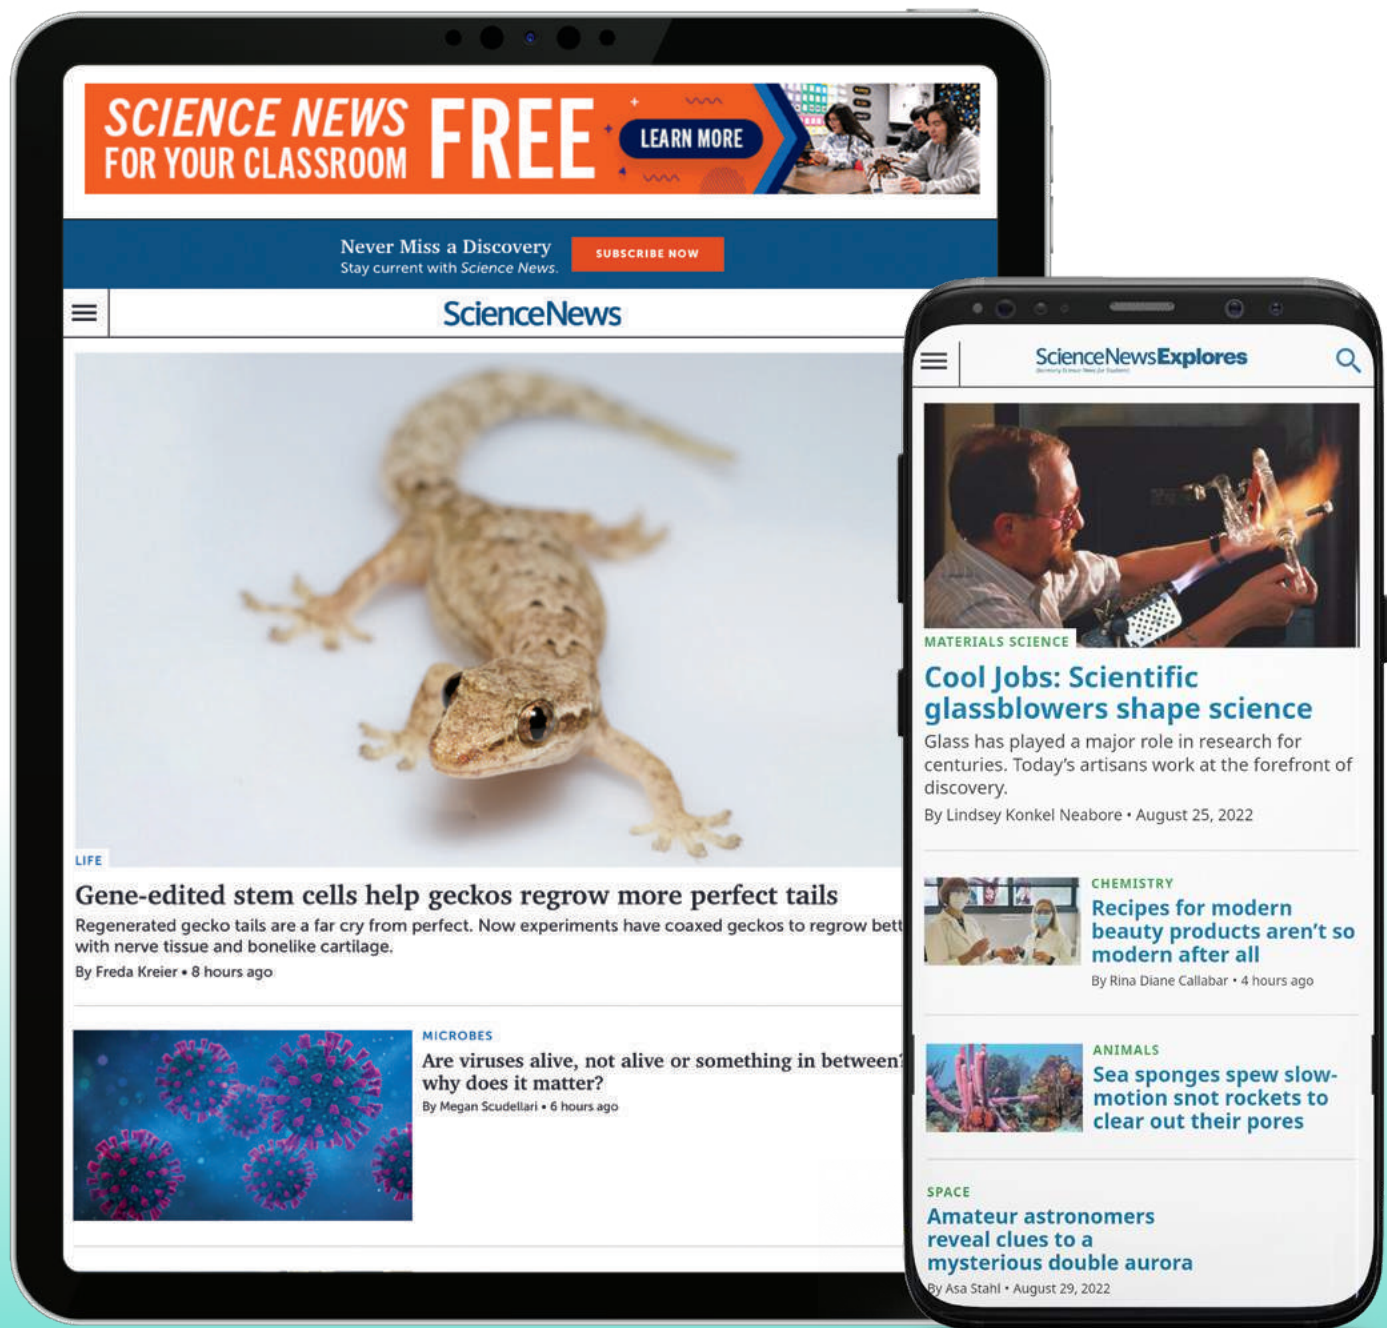 SCIENCE NEWS
FOR YOUR CLASSROOM
FREE
LEARN MORE
Never Miss a Discovery
Stay current with Science News.
SUBSCRIBE NOW
ScienceNews
LIFE
Gene-edited stem cells help geckos regrow more perfect tails
Regenerated gecko tails are a far cry from perfect. Now experiments have coaxed geckos to regrow bett
with nerve tissue and bonelike cartilage.
By Freda Kreier • 8 hours ago
MICROBES
Are viruses alive, not alive or something in between?
why does it matter?
By Megan Scudellari • 6 hours ago
ScienceNewsExplores
(formerly Science News for Students)
MATERIALS SCIENCE
Cool Jobs: Scientific
glassblowers shape science
Glass has played a major role in research for
centuries. Today's artisans work at the forefront of
discovery.
By Lindsey Konkel Neabore • August 25, 2022
CHEMISTRY
Recipes for modern
beauty products aren't so
modern after all
By Rina Diane Callabar • 4 hours ago
ANIMALS
Sea sponges spew slow-
motion snot rockets to
clear out their pores
SPACE
Amateur astronomers
reveal clues to a
mysterious double aurora
By Asa Stahl • August 29, 2022